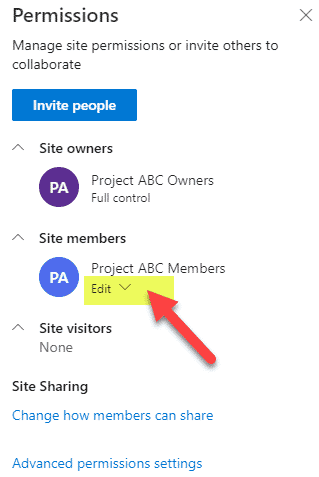 Permissions
Manage site permissions or invite others to
collaborate
Invite people
Site owners
PA
Project ABC Owners
Full control
Site members
PA
Project ABC Members
Edit
Site visitors
None
Site Sharing
Change how members can share
Advanced permissions settings